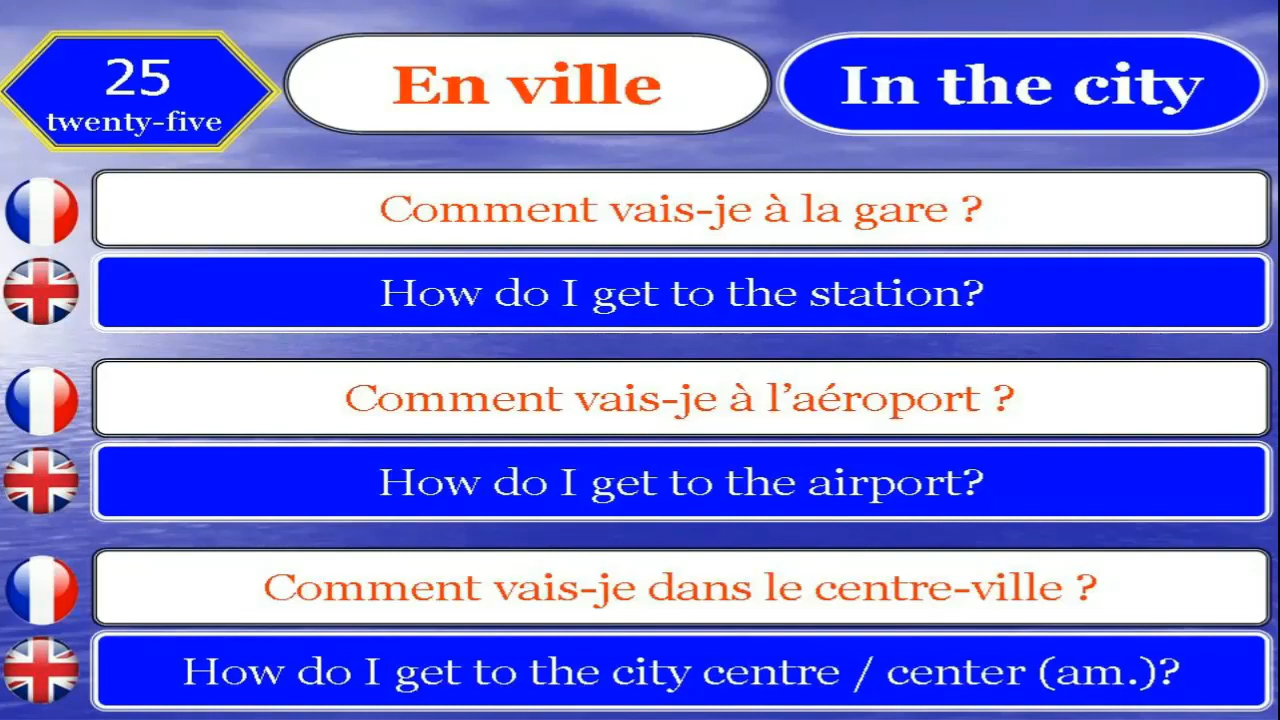 25
twenty-five
En ville
In the city
Comment vais-je à la gare ?
How do I get to the station?
Comment vais-je à l’aéroport ?
How do I get to the airport?
Comment vais-je dans le centre-ville ?
How do I get to the city centre / center (am.)?